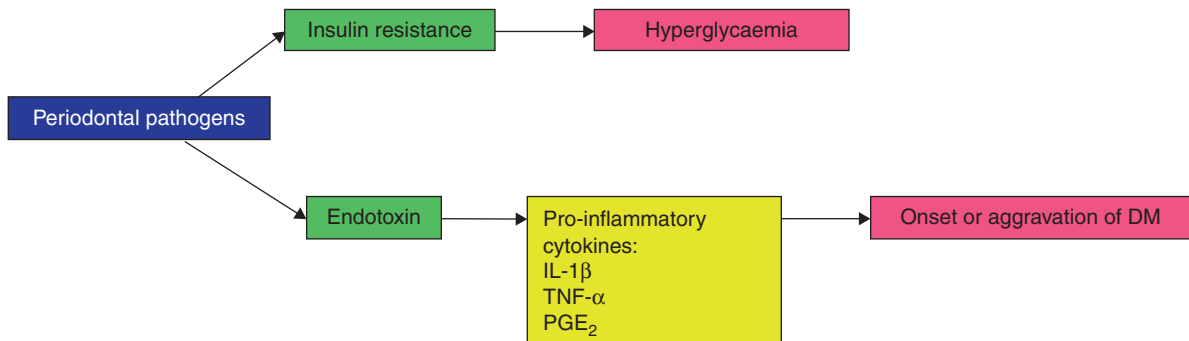 Insulin resistance
Hyperglycaemia
Periodontal pathogens
Endotoxin
Pro-inflammatory
cytokines:
IL-1β
TNF-α
PGE₂
Onset or aggravation of DM